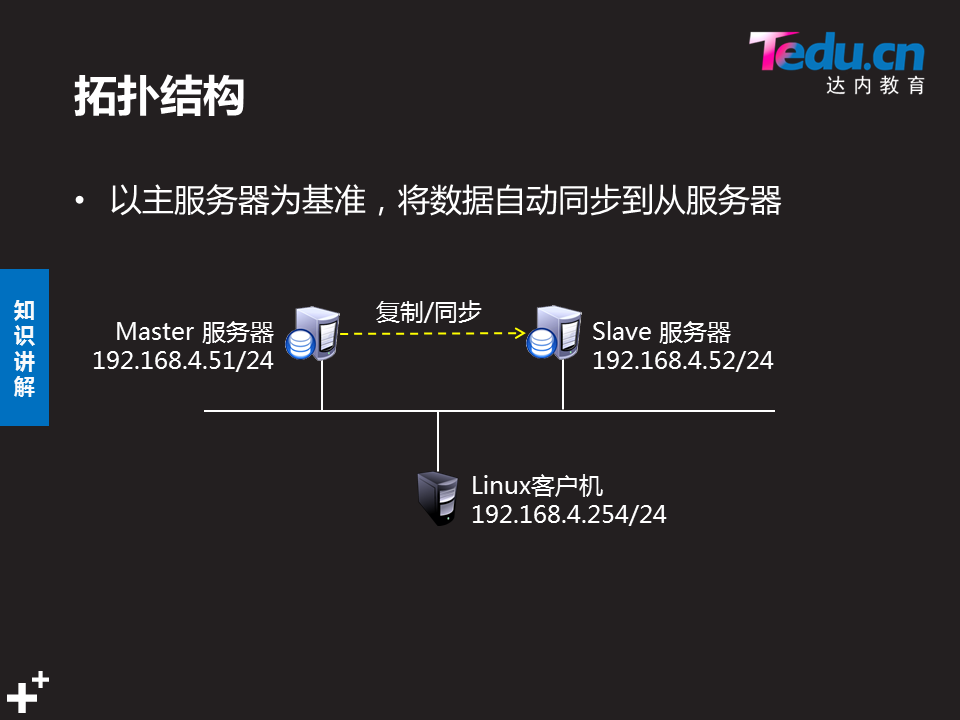 Tedu.cn
达内教育
拓扑结构
• 以主服务器为基准，将数据自动同步到从服务器
知
识
讲
解
复制/同步
Master 服务器
192.168.4.51/24
Slave 服务器
192.168.4.52/24
Linux客户机
192.168.4.254/24